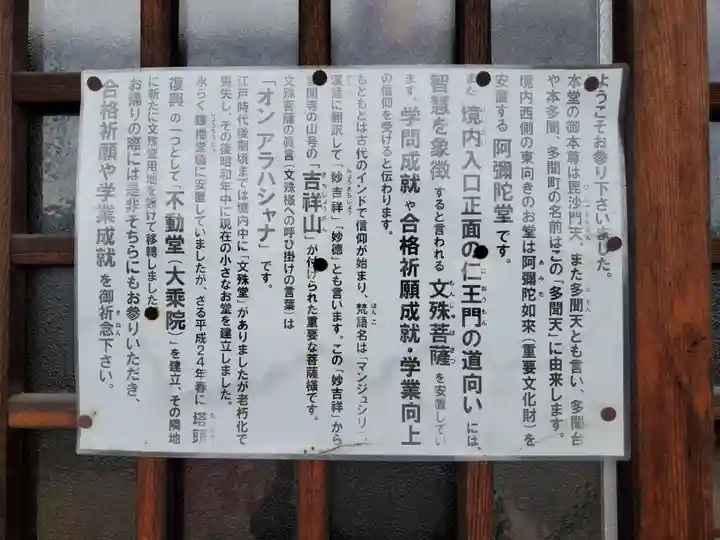 ようこそお参り下さいました。
本堂の御本尊は毘沙門天、また多聞天とも言い、多聞台
や本多聞、多聞町の名前はこの「多聞天」に由来します。
境内西側の東向きのお堂は阿彌陀如來(重要文化財)を
安置する 阿彌陀堂 です。
また 境内入口正面の仁王門の道向い には、
智慧を象徴 すると言われる 文殊菩薩 を安置してい
ます。学問成就 や 合格祈願成就・学業向上
の信仰を受けると伝わります。
もともとは古代のインドで信仰が始まり、梵語名は「マンジュシリ」、
漢語に翻訳して「妙吉祥」「妙德」とも言います。この「妙吉祥」から
聞寺の山号の「吉祥山」が付けられた重要な菩薩様です。
文殊菩薩の眞言(文殊様への呼び掛けの言葉)は
「オン アラハシャナ」です。
江戸時代後期頃までは境内中に「文殊堂」がありましたが老朽化で
喪失し、その後昭和年中に現在の小さなお堂を建立しました。
永らく鐘楼堂隣に安置していましたが、さる平成24年春に 塔頭
復興 の一つとして「不動堂(大乘院)」を建立、その隣地
に新たに文殊堂用地を設けて移轉しました
お帰りの際には是非そちらにもお参りいただき、
合格祈願や学業成就 を御祈念下さい。